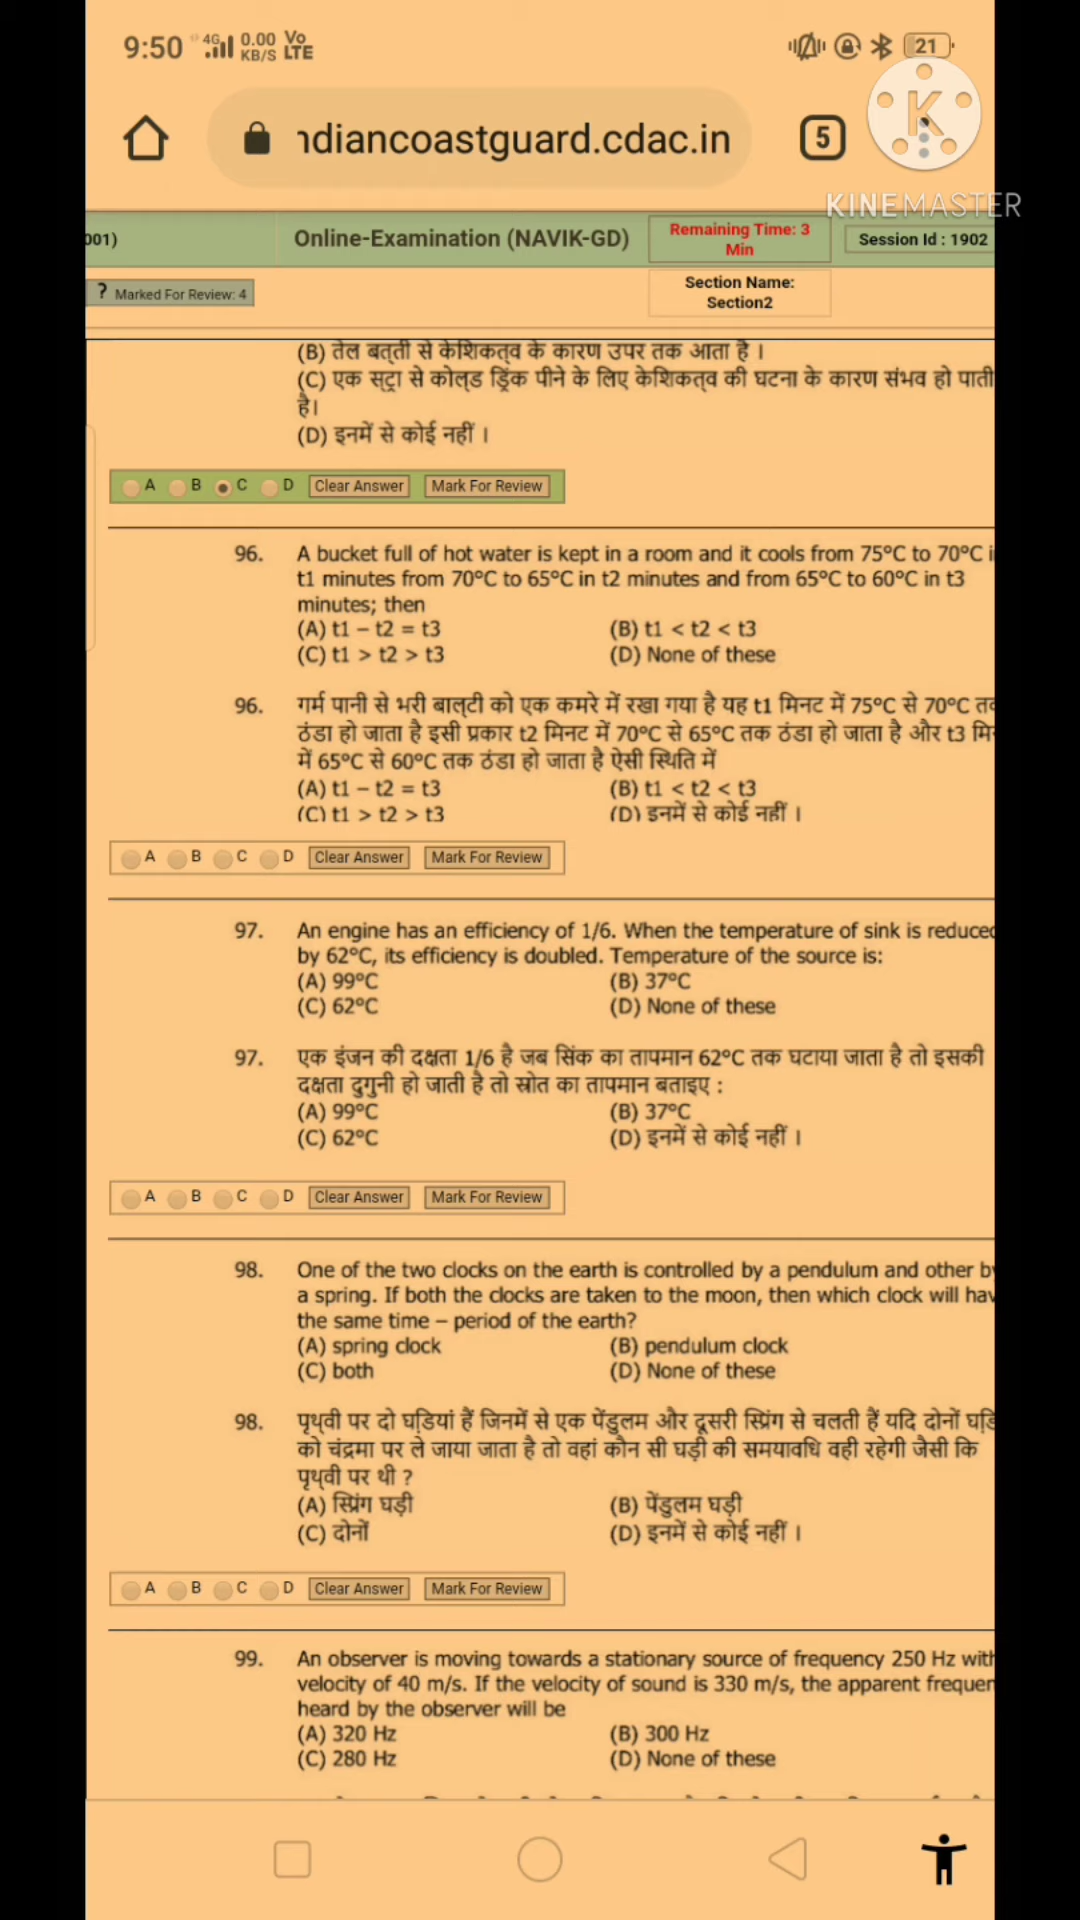 9:50 4G 0.00 KB/S Vo LTE 21
ndiancoastguard.cdac.in 5
K
KINEMASTER
001) Online-Examination (NAVIK-GD) Remaining Time: 3 Min Session Id : 1902
? Marked For Review: 4 Section Name: Section2
(B) तेल बत्ती से केशिकत्व के कारण उपर तक आता है ।
(C) एक स्ट्रा से कोल्ड ड्रिंक पीने के लिए केशिकत्व की घटना के कारण संभव हो पाती
है।
(D) इनमें से कोई नहीं ।
A B C D Clear Answer Mark For Review
96. A bucket full of hot water is kept in a room and it cools from 75°C to 70°C i
t1 minutes from 70°C to 65°C in t2 minutes and from 65°C to 60°C in t3
minutes; then
(A) t1 – t2 = t3 (B) t1 < t2 < t3
(C) t1 > t2 > t3 (D) None of these
96. गर्म पानी से भरी बाल्टी को एक कमरे में रखा गया है यह t1 मिनट में 75°C से 70°C तक
ठंडा हो जाता है इसी प्रकार t2 मिनट में 70°C से 65°C तक ठंडा हो जाता है और t3 मि
में 65°C से 60°C तक ठंडा हो जाता है ऐसी स्थिति में
(A) t1 – t2 = t3 (B) t1 < t2 < t3
(C) t1 > t2 > t3 (D) इनमें से कोई नहीं ।
A B C D Clear Answer Mark For Review
97. An engine has an efficiency of 1/6. When the temperature of sink is reduced
by 62°C, its efficiency is doubled. Temperature of the source is:
(A) 99°C (B) 37°C
(C) 62°C (D) None of these
97. एक इंजन की दक्षता 1/6 है जब सिंक का तापमान 62°C तक घटाया जाता है तो इसकी
दक्षता दुगुनी हो जाती है तो स्रोत का तापमान बताइए :
(A) 99°C (B) 37°C
(C) 62°C (D) इनमें से कोई नहीं ।
A B C D Clear Answer Mark For Review
98. One of the two clocks on the earth is controlled by a pendulum and other by
a spring. If both the clocks are taken to the moon, then which clock will hav
the same time – period of the earth?
(A) spring clock (B) pendulum clock
(C) both (D) None of these
98. पृथ्वी पर दो घड़ियां हैं जिनमें से एक पेंडुलम और दूसरी स्प्रिंग से चलती हैं यदि दोनों घड़ि
को चंद्रमा पर ले जाया जाता है तो वहां कौन सी घड़ी की समयावधि वही रहेगी जैसी कि
पृथ्वी पर थी ?
(A) स्प्रिंग घड़ी (B) पेंडुलम घड़ी
(C) दोनों (D) इनमें से कोई नहीं ।
A B C D Clear Answer Mark For Review
99. An observer is moving towards a stationary source of frequency 250 Hz with
velocity of 40 m/s. If the velocity of sound is 330 m/s, the apparent frequen
heard by the observer will be
(A) 320 Hz (B) 300 Hz
(C) 280 Hz (D) None of these